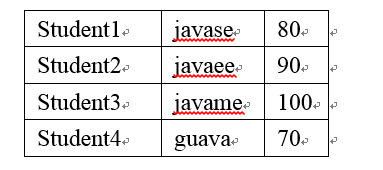 Student1 javase 80
Student2 javaee 90
Student3 javame 100
Student4 guava 70